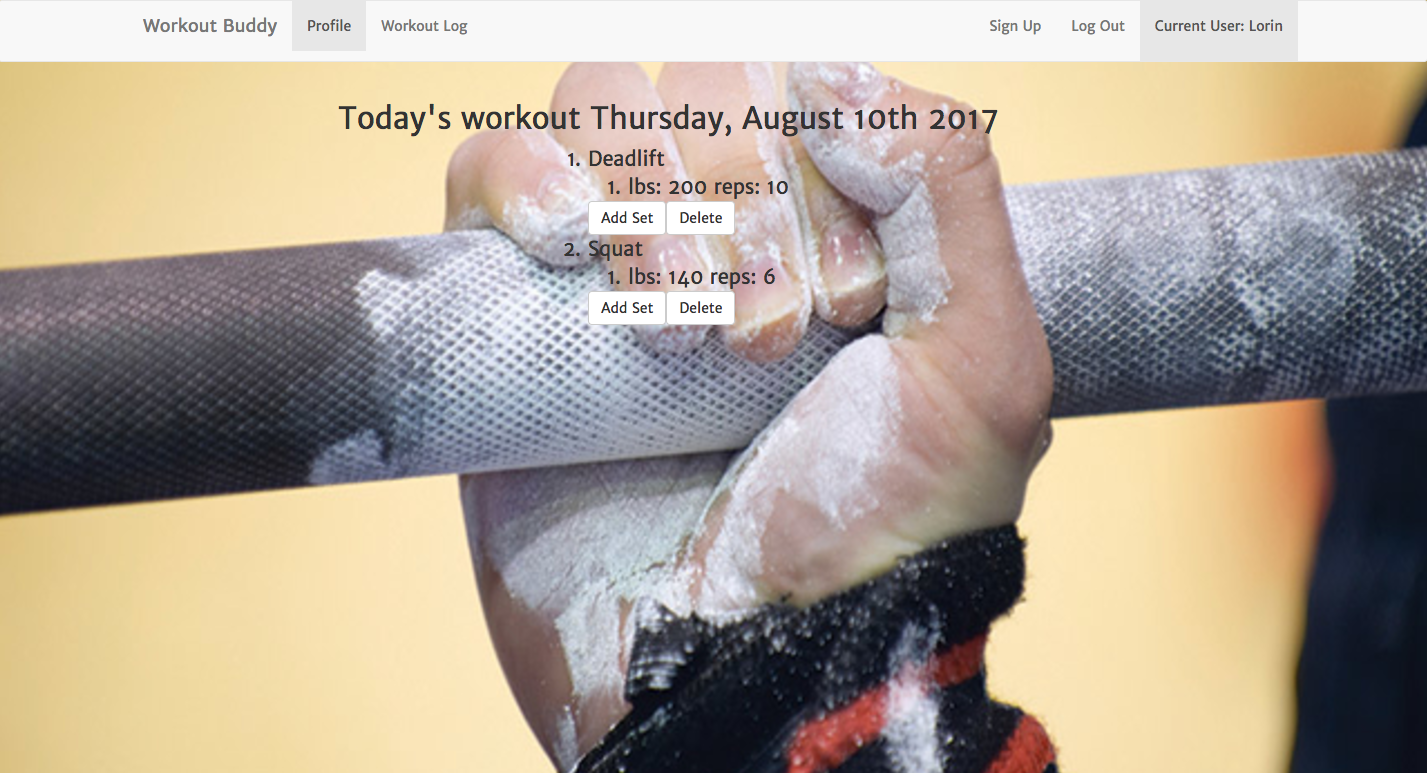 Workout Buddy Profile Workout Log Sign Up Log Out Current User: Lorin
Today's workout Thursday, August 10th 2017
1. Deadlift
1. lbs: 200 reps: 10
Add Set Delete
2. Squat
1. lbs: 140 reps: 6
Add Set Delete